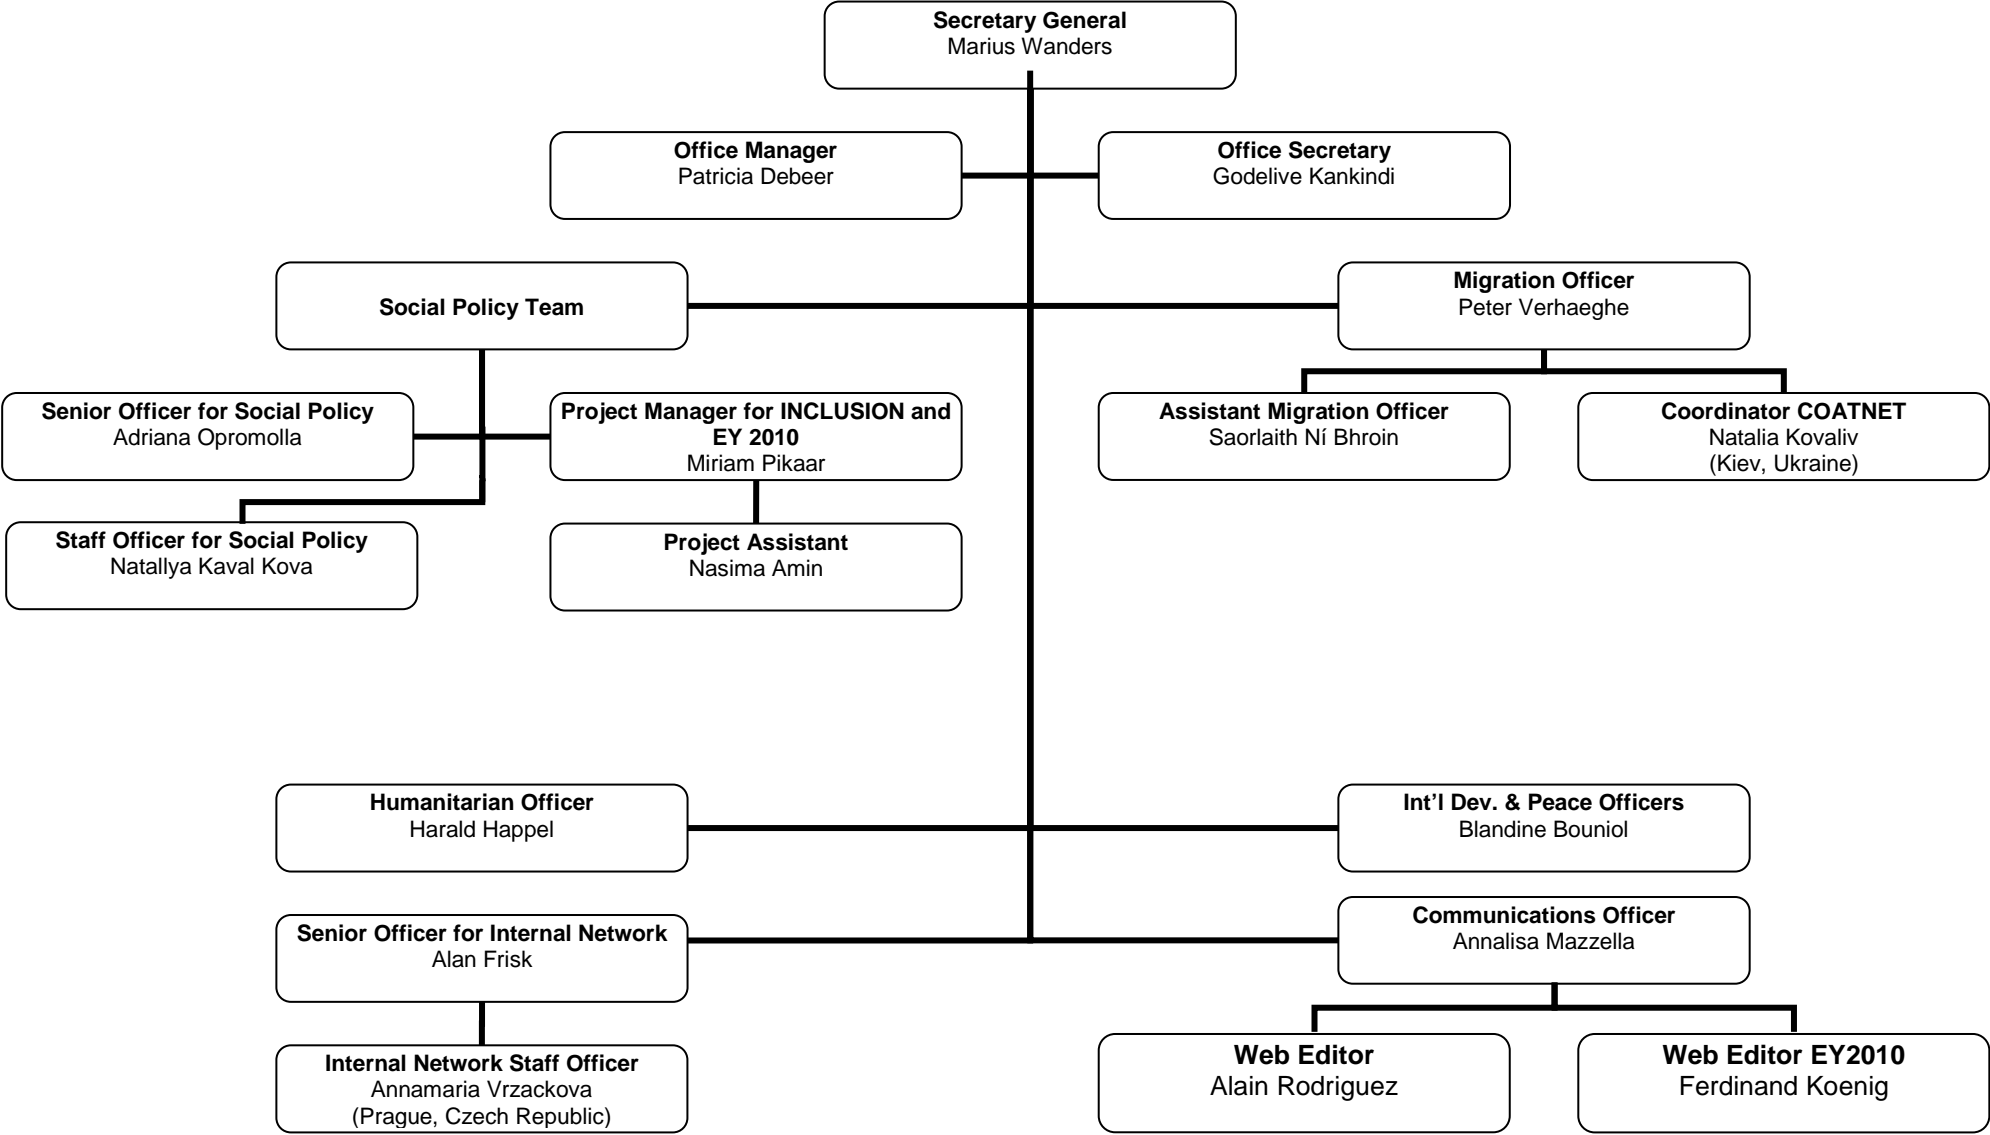 Secretary General
Marius Wanders
Office Manager
Patricia Debeer
Office Secretary
Godelive Kankindi
Social Policy Team
Migration Officer
Peter Verhaeghe
Senior Officer for Social Policy
Adriana Opromolla
Project Manager for INCLUSION and
EY 2010
Miriam Pikaar
Assistant Migration Officer
Saorlaith Ní Bhroin
Coordinator COATNET
Natalia Kovaliv
(Kiev, Ukraine)
Staff Officer for Social Policy
Natallya Kaval Kova
Project Assistant
Nasima Amin
Humanitarian Officer
Harald Happel
Int’l Dev. & Peace Officers
Blandine Bouniol
Senior Officer for Internal Network
Alan Frisk
Communications Officer
Annalisa Mazzella
Internal Network Staff Officer
Annamaria Vrzackova
(Prague, Czech Republic)
Web Editor
Alain Rodriguez
Web Editor EY2010
Ferdinand Koenig